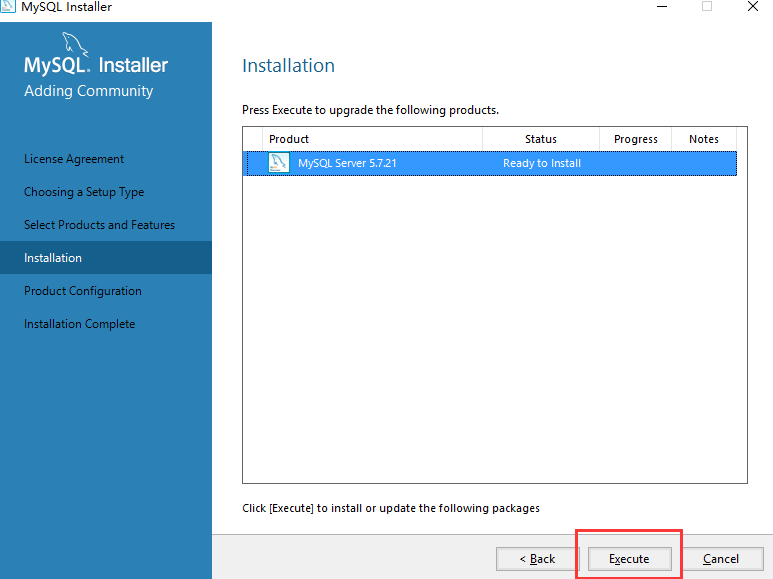 MySQL Installer
MySQL. Installer
Adding Community
License Agreement
Choosing a Setup Type
Select Products and Features
Installation
Product Configuration
Installation Complete
Installation
Press Execute to upgrade the following products.
Product Status Progress Notes
MySQL Server 5.7.21 Ready to Install
Click [Execute] to install or update the following packages
< Back Execute Cancel